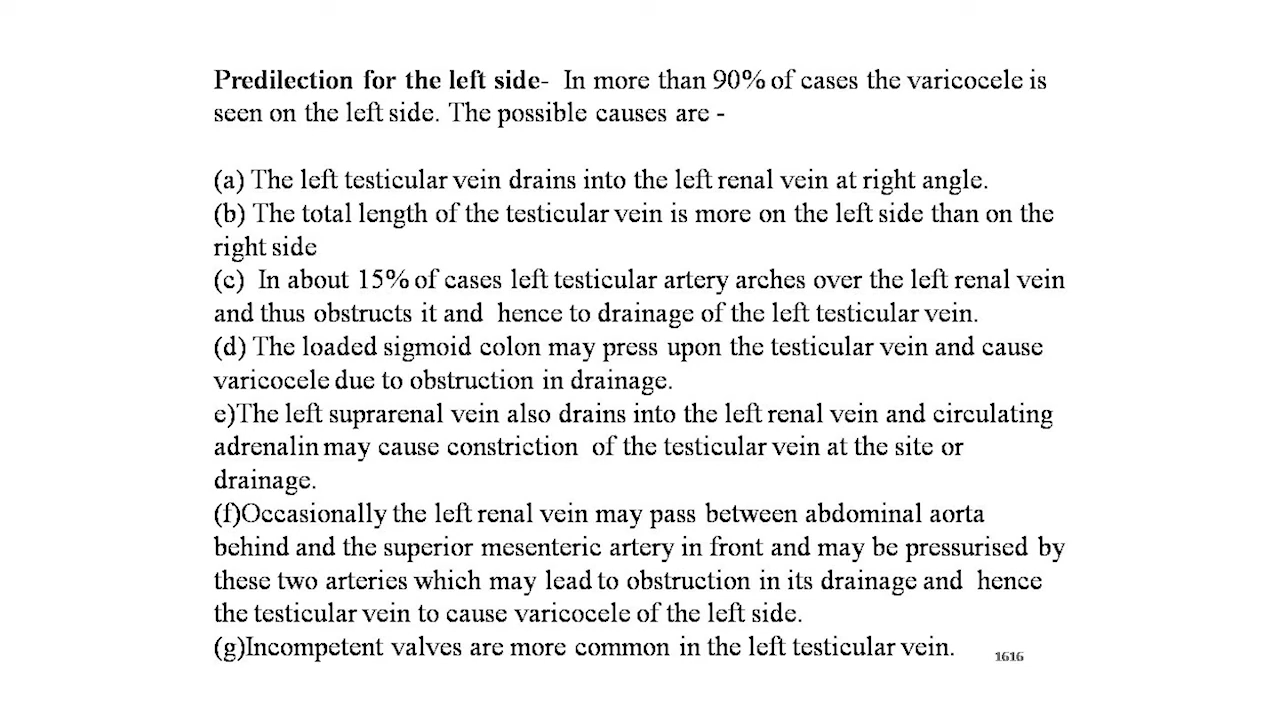 Predilection for the left side- In more than 90% of cases the varicocele is
seen on the left side. The possible causes are -
(a) The left testicular vein drains into the left renal vein at right angle.
(b) The total length of the testicular vein is more on the left side than on the
right side
(c) In about 15% of cases left testicular artery arches over the left renal vein
and thus obstructs it and hence to drainage of the left testicular vein.
(d) The loaded sigmoid colon may press upon the testicular vein and cause
varicocele due to obstruction in drainage.
e)The left suprarenal vein also drains into the left renal vein and circulating
adrenalin may cause constriction of the testicular vein at the site or
drainage.
(f)Occasionally the left renal vein may pass between abdominal aorta
behind and the superior mesenteric artery in front and may be pressurised by
these two arteries which may lead to obstruction in its drainage and hence
the testicular vein to cause varicocele of the left side.
(g)Incompetent valves are more common in the left testicular vein.
1616